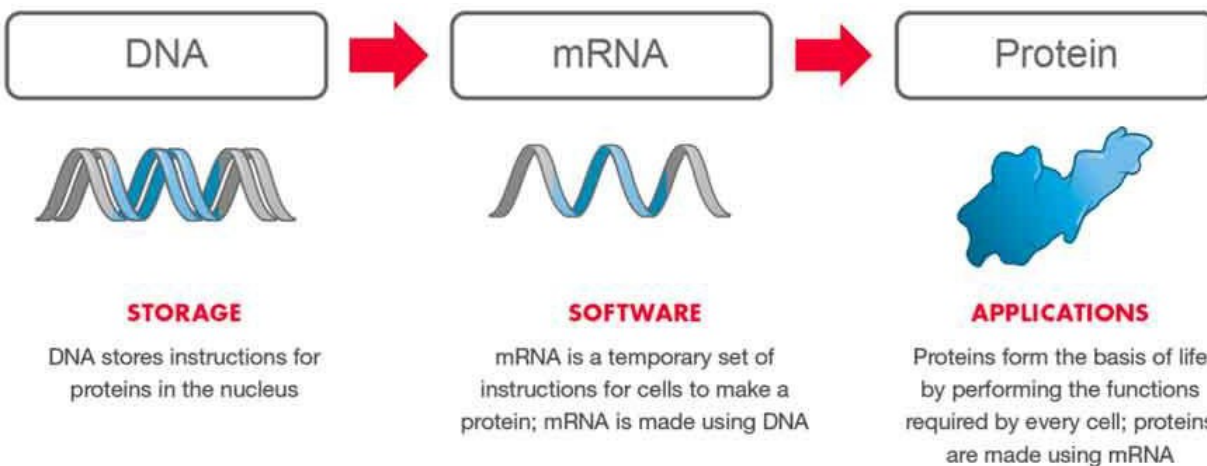 DNA
mRNA
Protein
STORAGE
DNA stores instructions for
proteins in the nucleus
SOFTWARE
mRNA is a temporary set of
instructions for cells to make a
protein; mRNA is made using DNA
APPLICATIONS
Proteins form the basis of life
by performing the functions
required by every cell; proteins
are made using mRNA